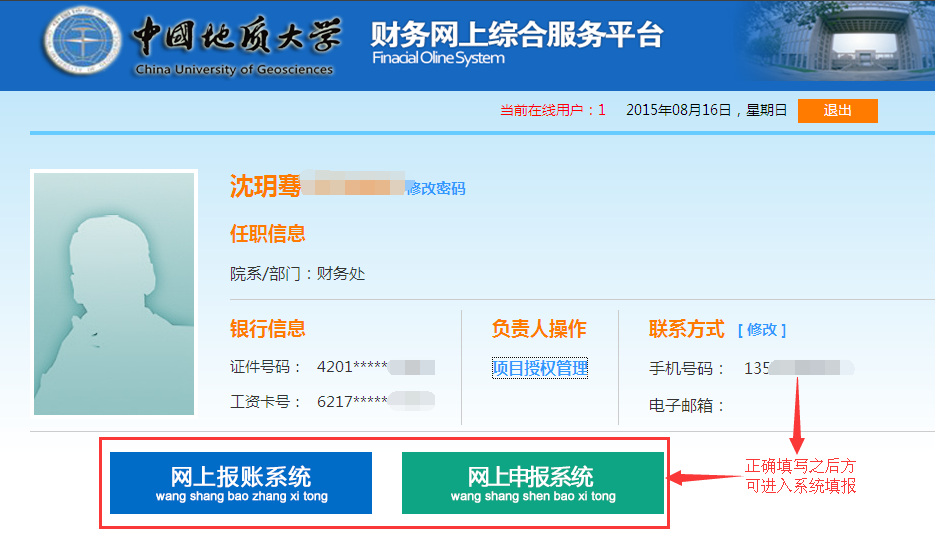 中国地质大学
China University of Geosciences
财务网上综合服务平台
Finacial Oline System
当前在线用户：1 2015年08月16日，星期日 退出
沈玥骞 修改密码
任职信息
院系/部门：财务处
银行信息
证件号码： 4201*****
工资卡号： 6217*****
负责人操作
项目授权管理
联系方式 [ 修改 ]
手机号码： 135
电子邮箱：
网上报账系统
wang shang bao zhang xi tong
网上申报系统
wang shang shen bao xi tong
正确填写之后方
可进入系统填报